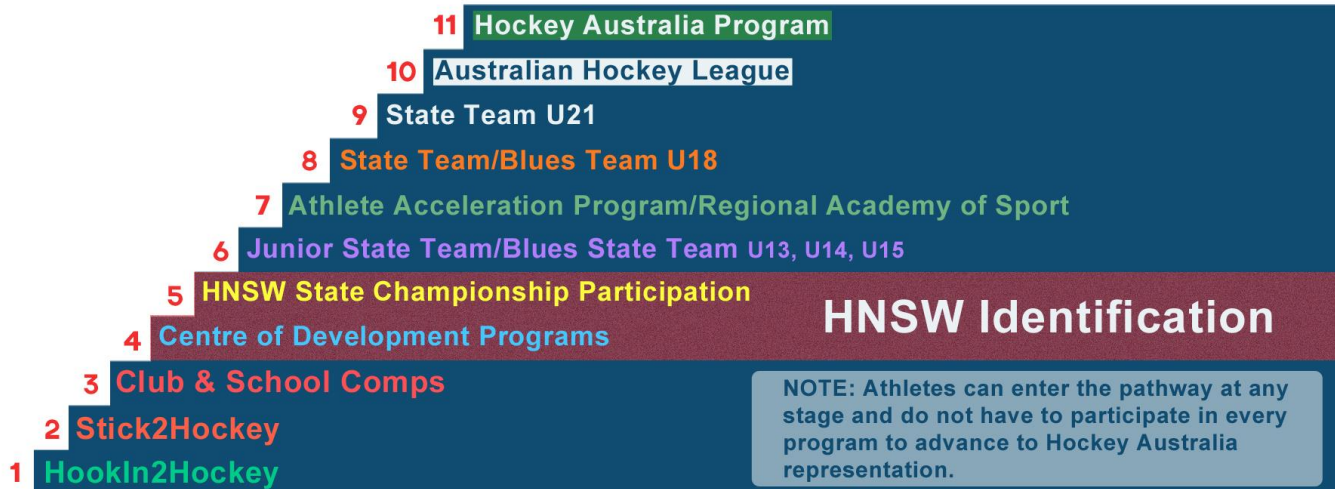 11 Hockey Australia Program
10 Australian Hockey League
9 State Team U21
8 State Team/Blues Team U18
7 Athlete Acceleration Program/Regional Academy of Sport
6 Junior State Team/Blues State Team U13, U14, U15
5 HNSW State Championship Participation
HNSW Identification
4 Centre of Development Programs
3 Club & School Comps
2 Stick2Hockey
1 HookIn2Hockey
NOTE: Athletes can enter the pathway at any
stage and do not have to participate in every
program to advance to Hockey Australia
representation.